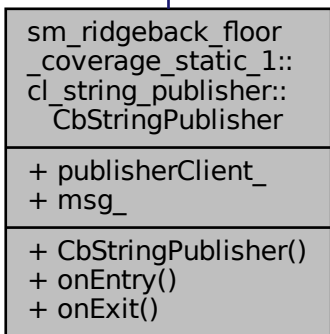 sm_ridgeback_floor
_coverage_static_1::
cl_string_publisher::
CbStringPublisher
+ publisherClient_
+ msg_
+ CbStringPublisher()
+ onEntry()
+ onExit()